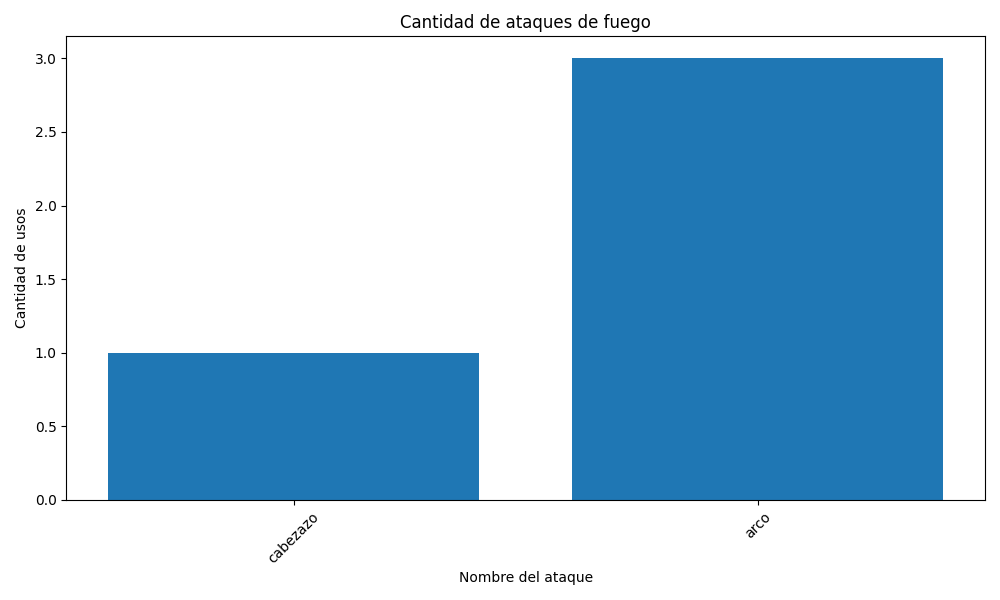 Cantidad de ataques de fuego
Cantidad de usos
3.0
2.5
2.0
1.5
1.0
0.5
0.0
cabezazo
arco
Nombre del ataque